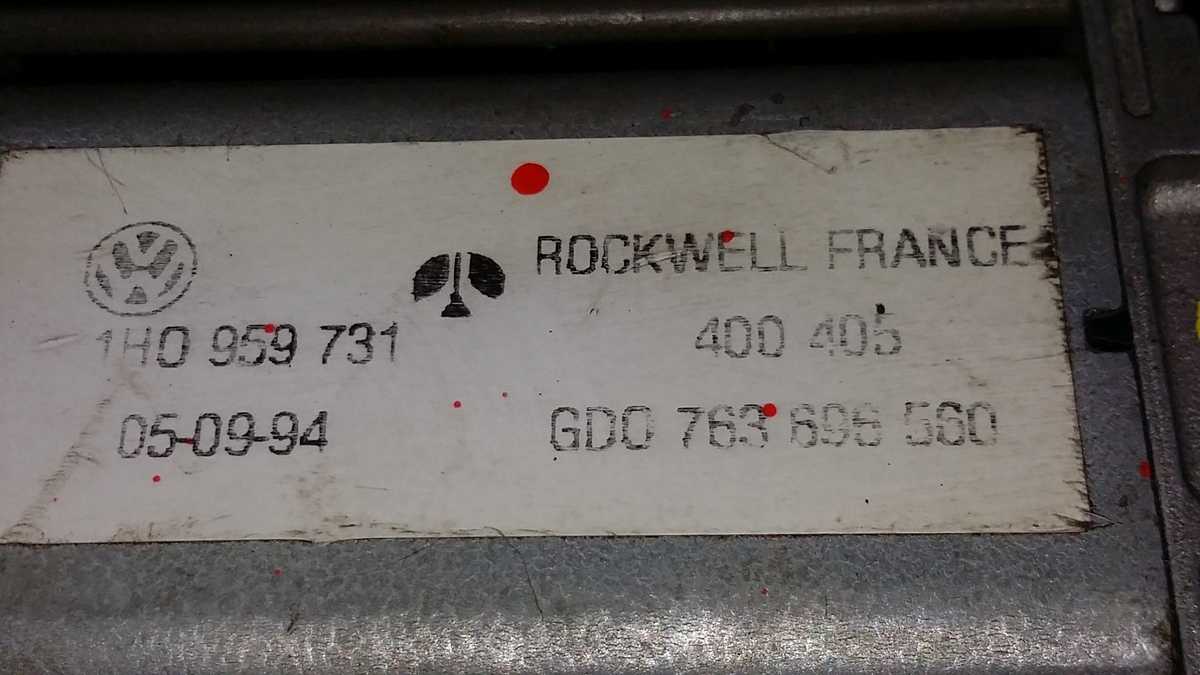 ROCKWELL FRANCE
1H0 959 731
400 405
05-09-94
GD0 763 696 560